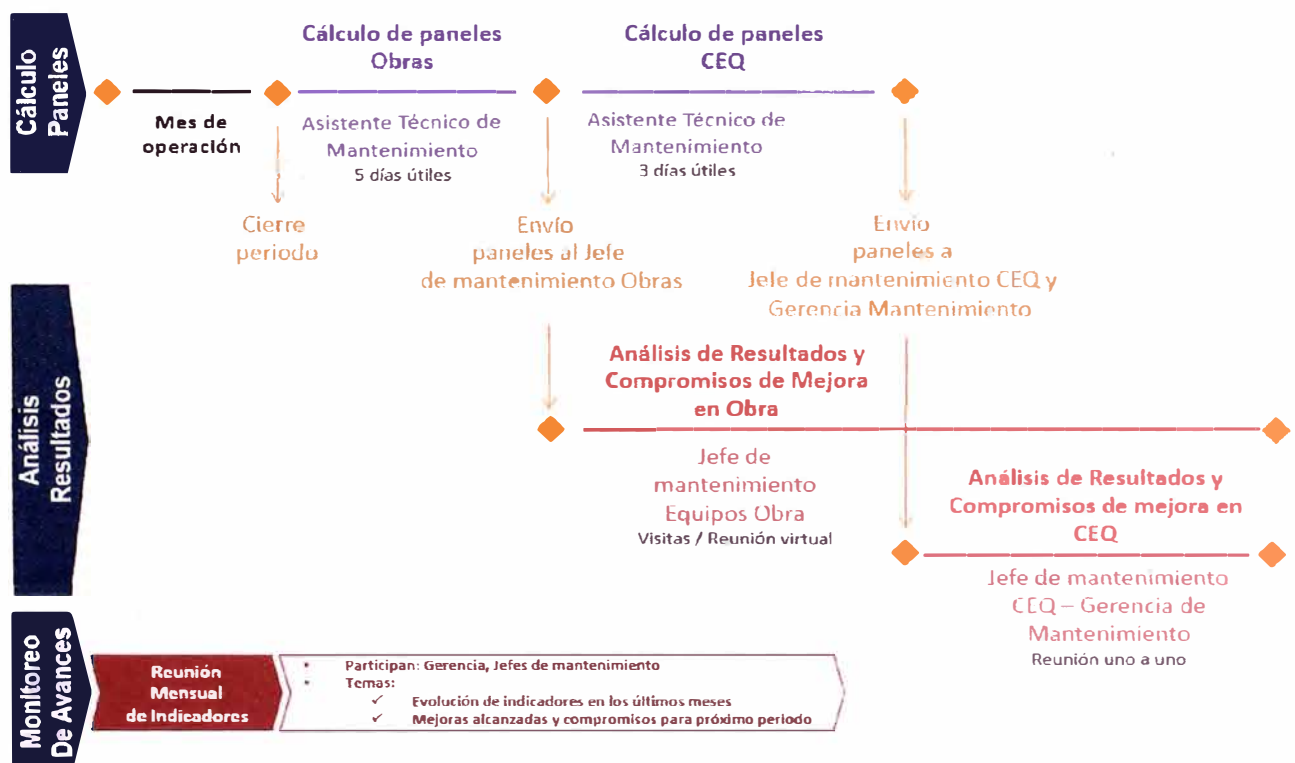 Cálculo
Paneles
Cálculo de paneles
Obras
Cálculo de paneles
CEQ
Mes de
operación
Asistente Técnico de
Mantenimiento
5 días útiles
Asistente Técnico de
Mantenimiento
3 días útiles
Cierre
periodo
Envío
paneles al Jefe
de mantenimiento Obras
Envío
paneles a
Jefe de mantenimiento CEQ y
Gerencia Mantenimiento
Análisis
Resultados
Análisis de Resultados y
Compromisos de Mejora
en Obra
Jefe de
mantenimiento
Equipos Obra
Visitas / Reunión virtual
Análisis de Resultados y
Compromisos de mejora en
CEQ
Jefe de mantenimiento
CEQ – Gerencia de
Mantenimiento
Reunión uno a uno
Monitoreo
De Avances
Reunión
Mensual
de Indicadores
• Participan: Gerencia, Jefes de mantenimiento
• Temas:
✓ Evolución de indicadores en los últimos meses
✓ Mejoras alcanzadas y compromisos para próximo periodo